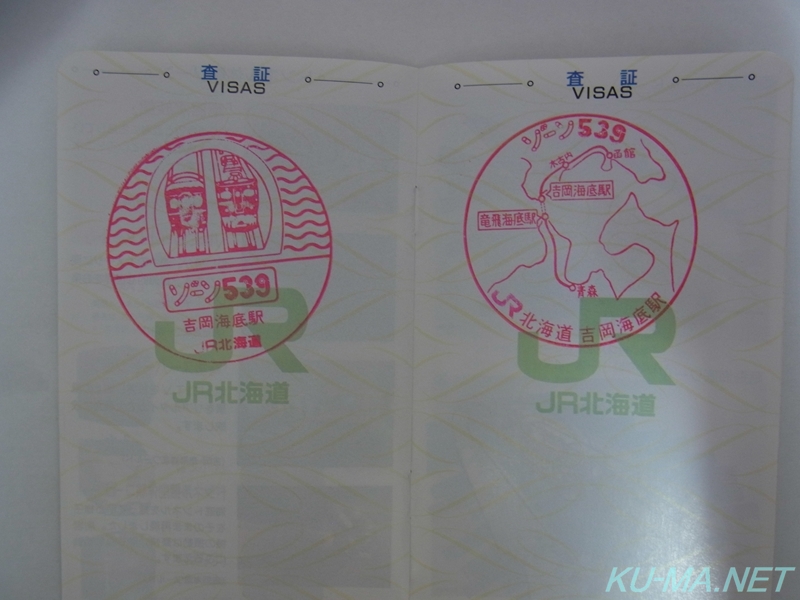 査 証
VISAS
ゾーン539
吉岡海底駅
JR北海道
JR
JR北海道
査 証
VISAS
ゾーン539
木古内
函館
吉岡海底駅
竜飛海底駅
青森
JR北海道 吉岡海底駅
JR
JR北海道
KU-MA.NET